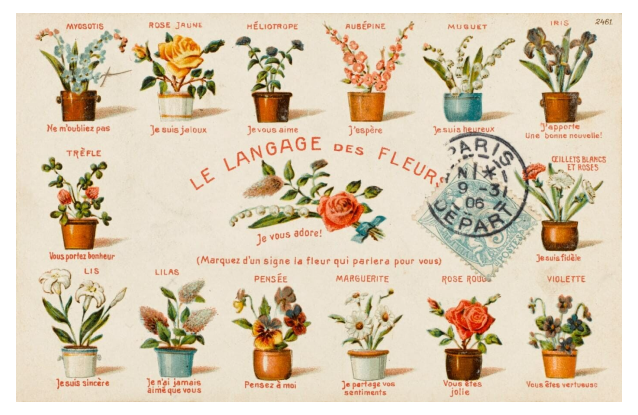 MYOSOTIS
ROSE JAUNE
HÉLIOTROPE
AUBÉPINE
MUGUET
IRIS
2461
Ne m'oubliez pas
Je suis jaloux
Je vous aime
J'espère
Je suis heureux
J'apporte
Une bonne nouvelle!
LE LANGAGE DES FLEURS
PARIS
9 - 3
06
DÉPART
TRÈFLE
ŒILLETS BLANCS
ET ROSES
Je vous adore!
Vous portez bonheur
Je suis fidèle
(Marquez d'un signe la fleur qui parlera pour vous)
LIS
LILAS
PENSÉE
MARGUERITE
ROSE ROUGE
VIOLETTE
Je suis sincère
Je n'ai jamais
aimé que vous
Pensez à moi
Je partage vos
sentiments
Vous êtes
jolie
Vous êtes vertueuse